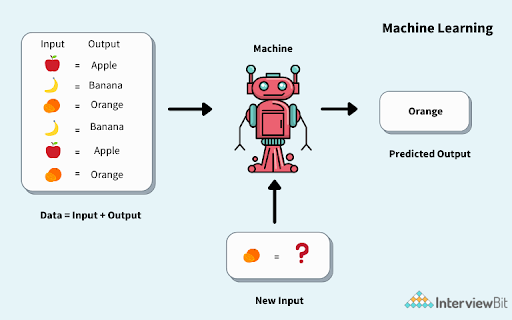 Machine Learning
Input Output
= Apple
= Banana
= Orange
= Banana
= Apple
= Orange
Data = Input + Output
Machine
Orange
Predicted Output
= ?
New Input
InterviewBit